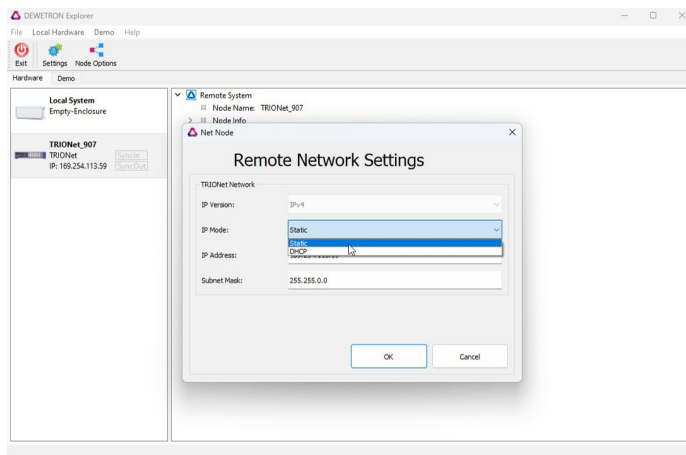 DEWETRON Explorer
File Local Hardware Demo Help
Exit Settings Node Options
Hardware Demo
Local System
Empty-Enclosure
TRIONet_907
TRIONet SyncIn
IP: 169.254.113.59 SyncOut
Remote System
Node Name: TRIONet_907
Node Info
Net Node
Remote Network Settings
TRIONet Network
IP Version: IPv4
IP Mode: Static
Static
DHCP
IP Address:
Subnet Mask: 255.255.0.0
OK Cancel